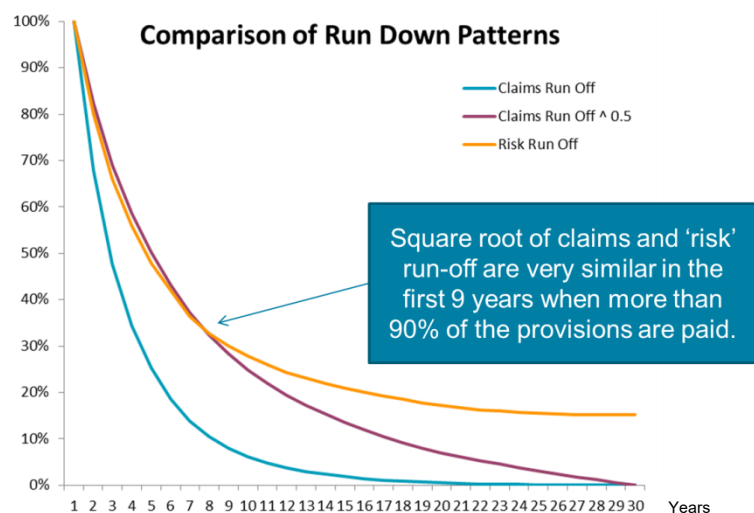 Comparison of Run Down Patterns
100%
90%
80%
70%
60%
50%
40%
30%
20%
10%
0%
Claims Run Off
Claims Run Off ^ 0.5
Risk Run Off
Square root of claims and ‘risk’
run-off are very similar in the
first 9 years when more than
90% of the provisions are paid.
1 2 3 4 5 6 7 8 9 10 11 12 13 14 15 16 17 18 19 20 21 22 23 24 25 26 27 28 29 30 Years